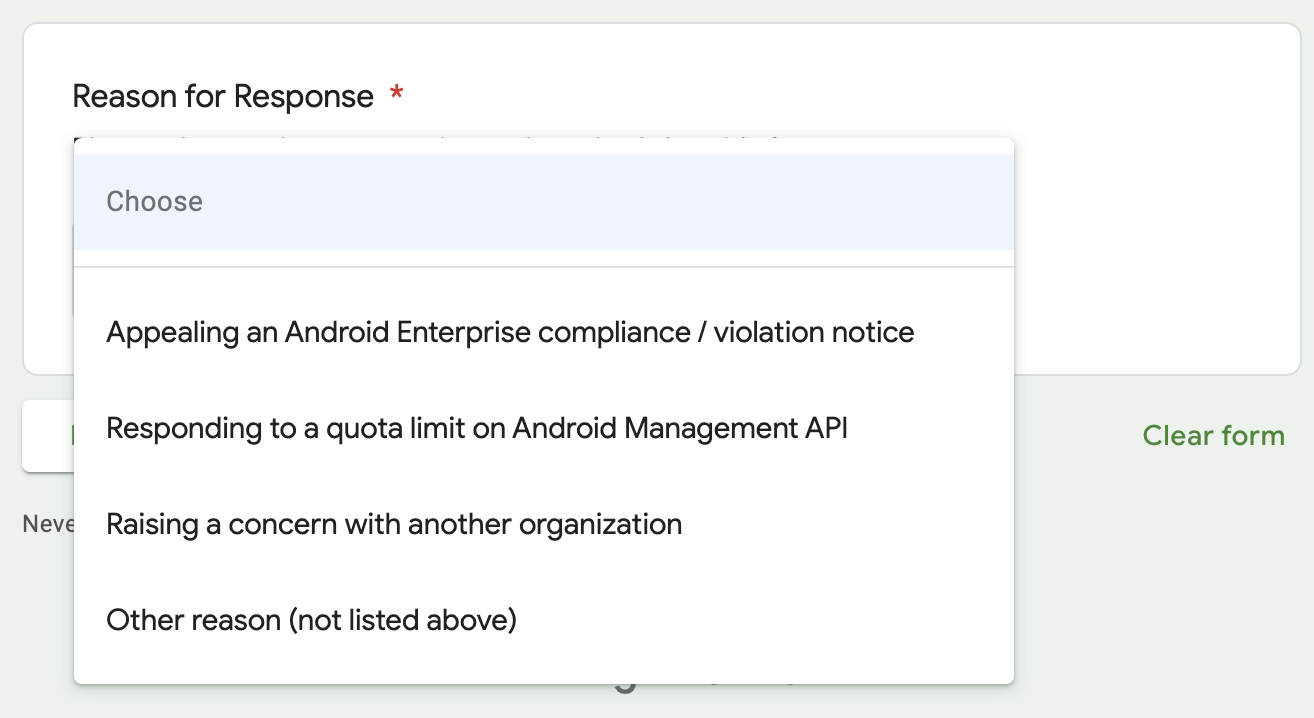 Reason for Response *
Choose
Appealing an Android Enterprise compliance / violation notice
Responding to a quota limit on Android Management API
Clear form
Neve
Raising a concern with another organization
Other reason (not listed above)